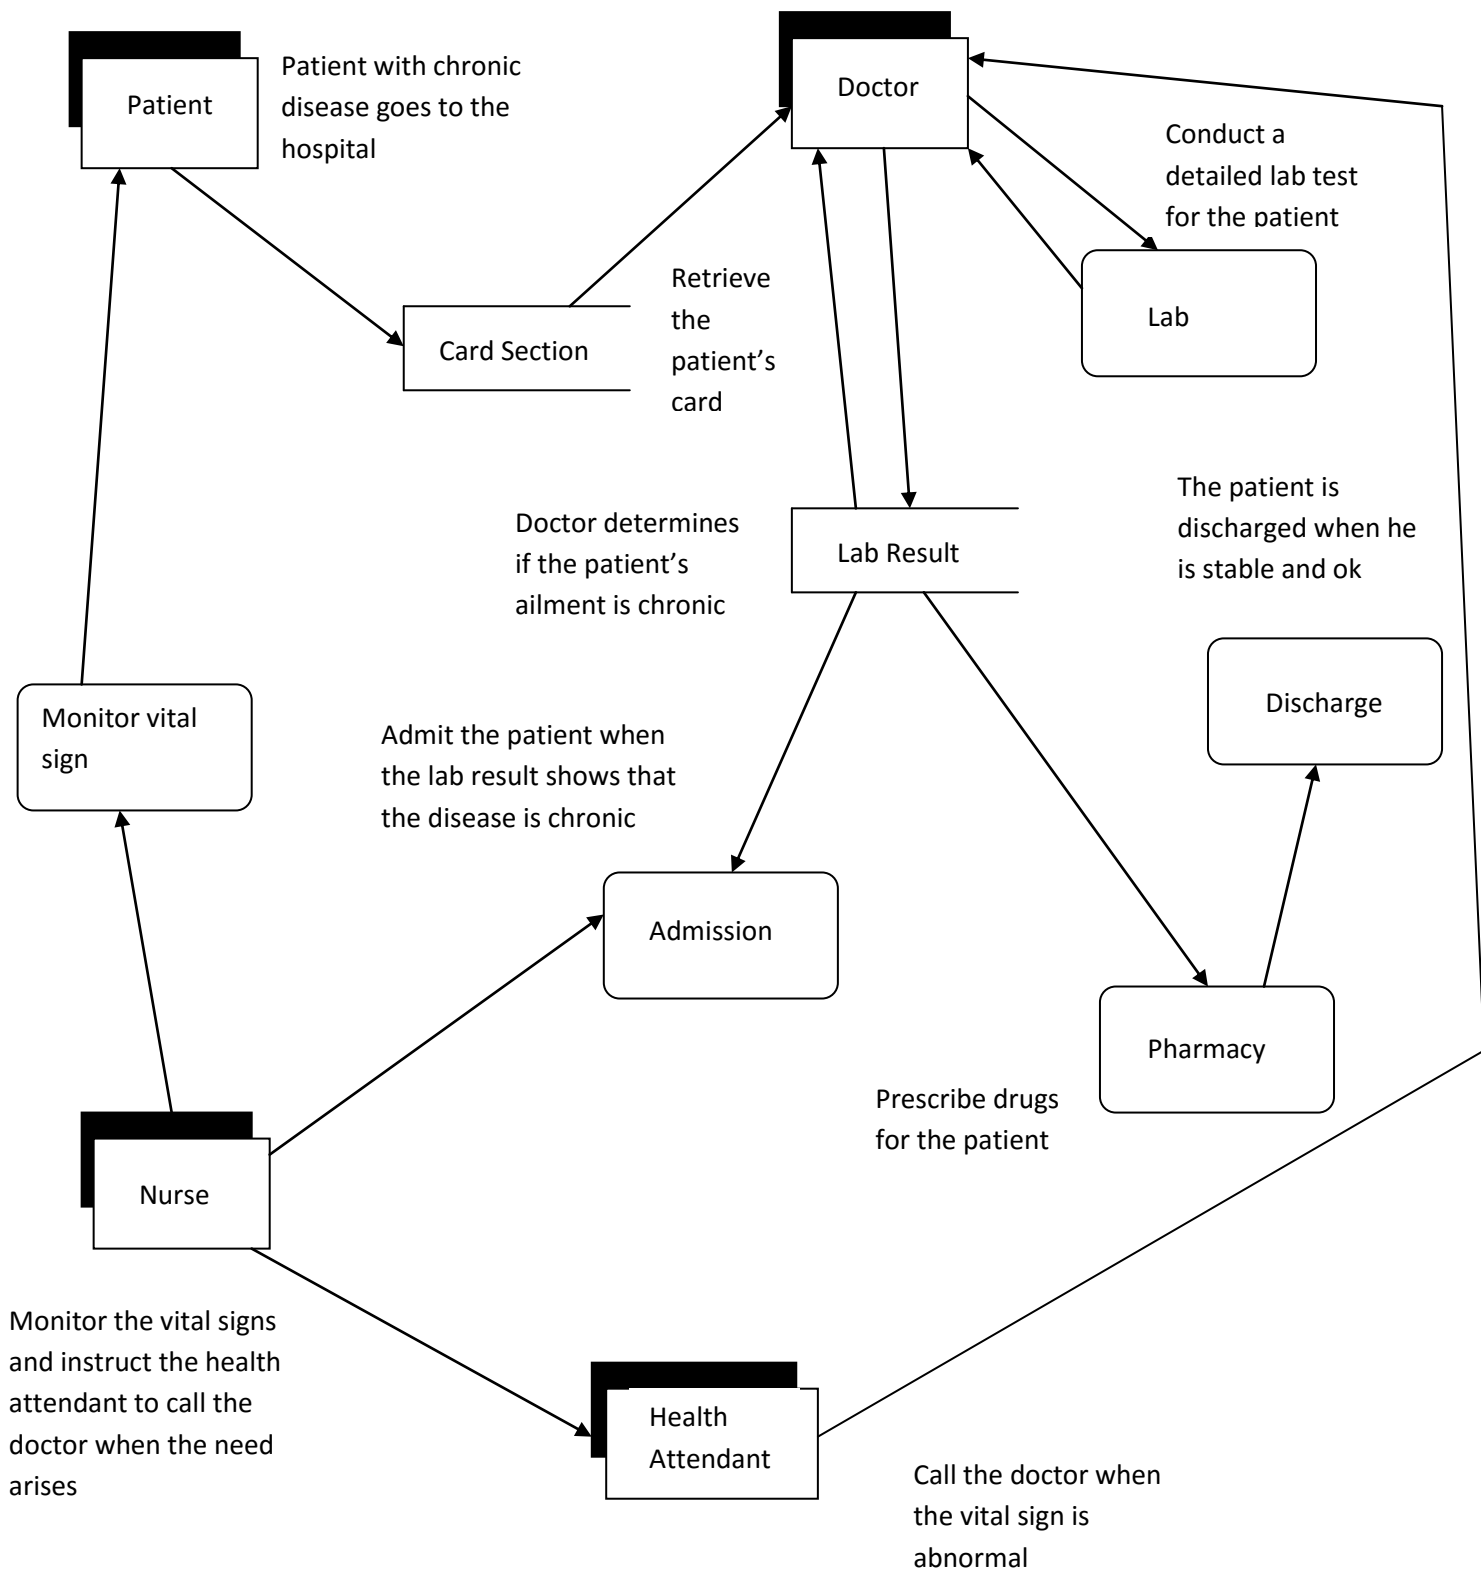 Patient
Patient with chronic
disease goes to the
hospital
Doctor
Conduct a
detailed lab test
for the patient
Lab
Retrieve
the
patient’s
card
Card Section
Doctor determines
if the patient’s
ailment is chronic
Lab Result
The patient is
discharged when he
is stable and ok
Discharge
Monitor vital
sign
Admit the patient when
the lab result shows that
the disease is chronic
Admission
Pharmacy
Prescribe drugs
for the patient
Nurse
Monitor the vital signs
and instruct the health
attendant to call the
doctor when the need
arises
Health
Attendant
Call the doctor when
the vital sign is
abnormal